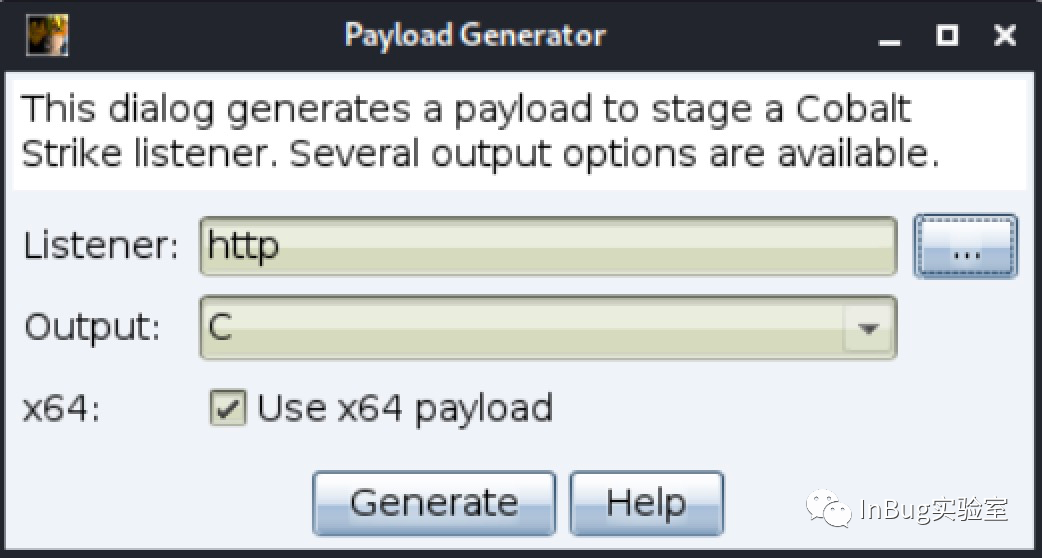 Payload Generator
This dialog generates a payload to stage a Cobalt
Strike listener. Several output options are available.
Listener: http ...
Output: C
x64: Use x64 payload
Generate Help
InBug实验室